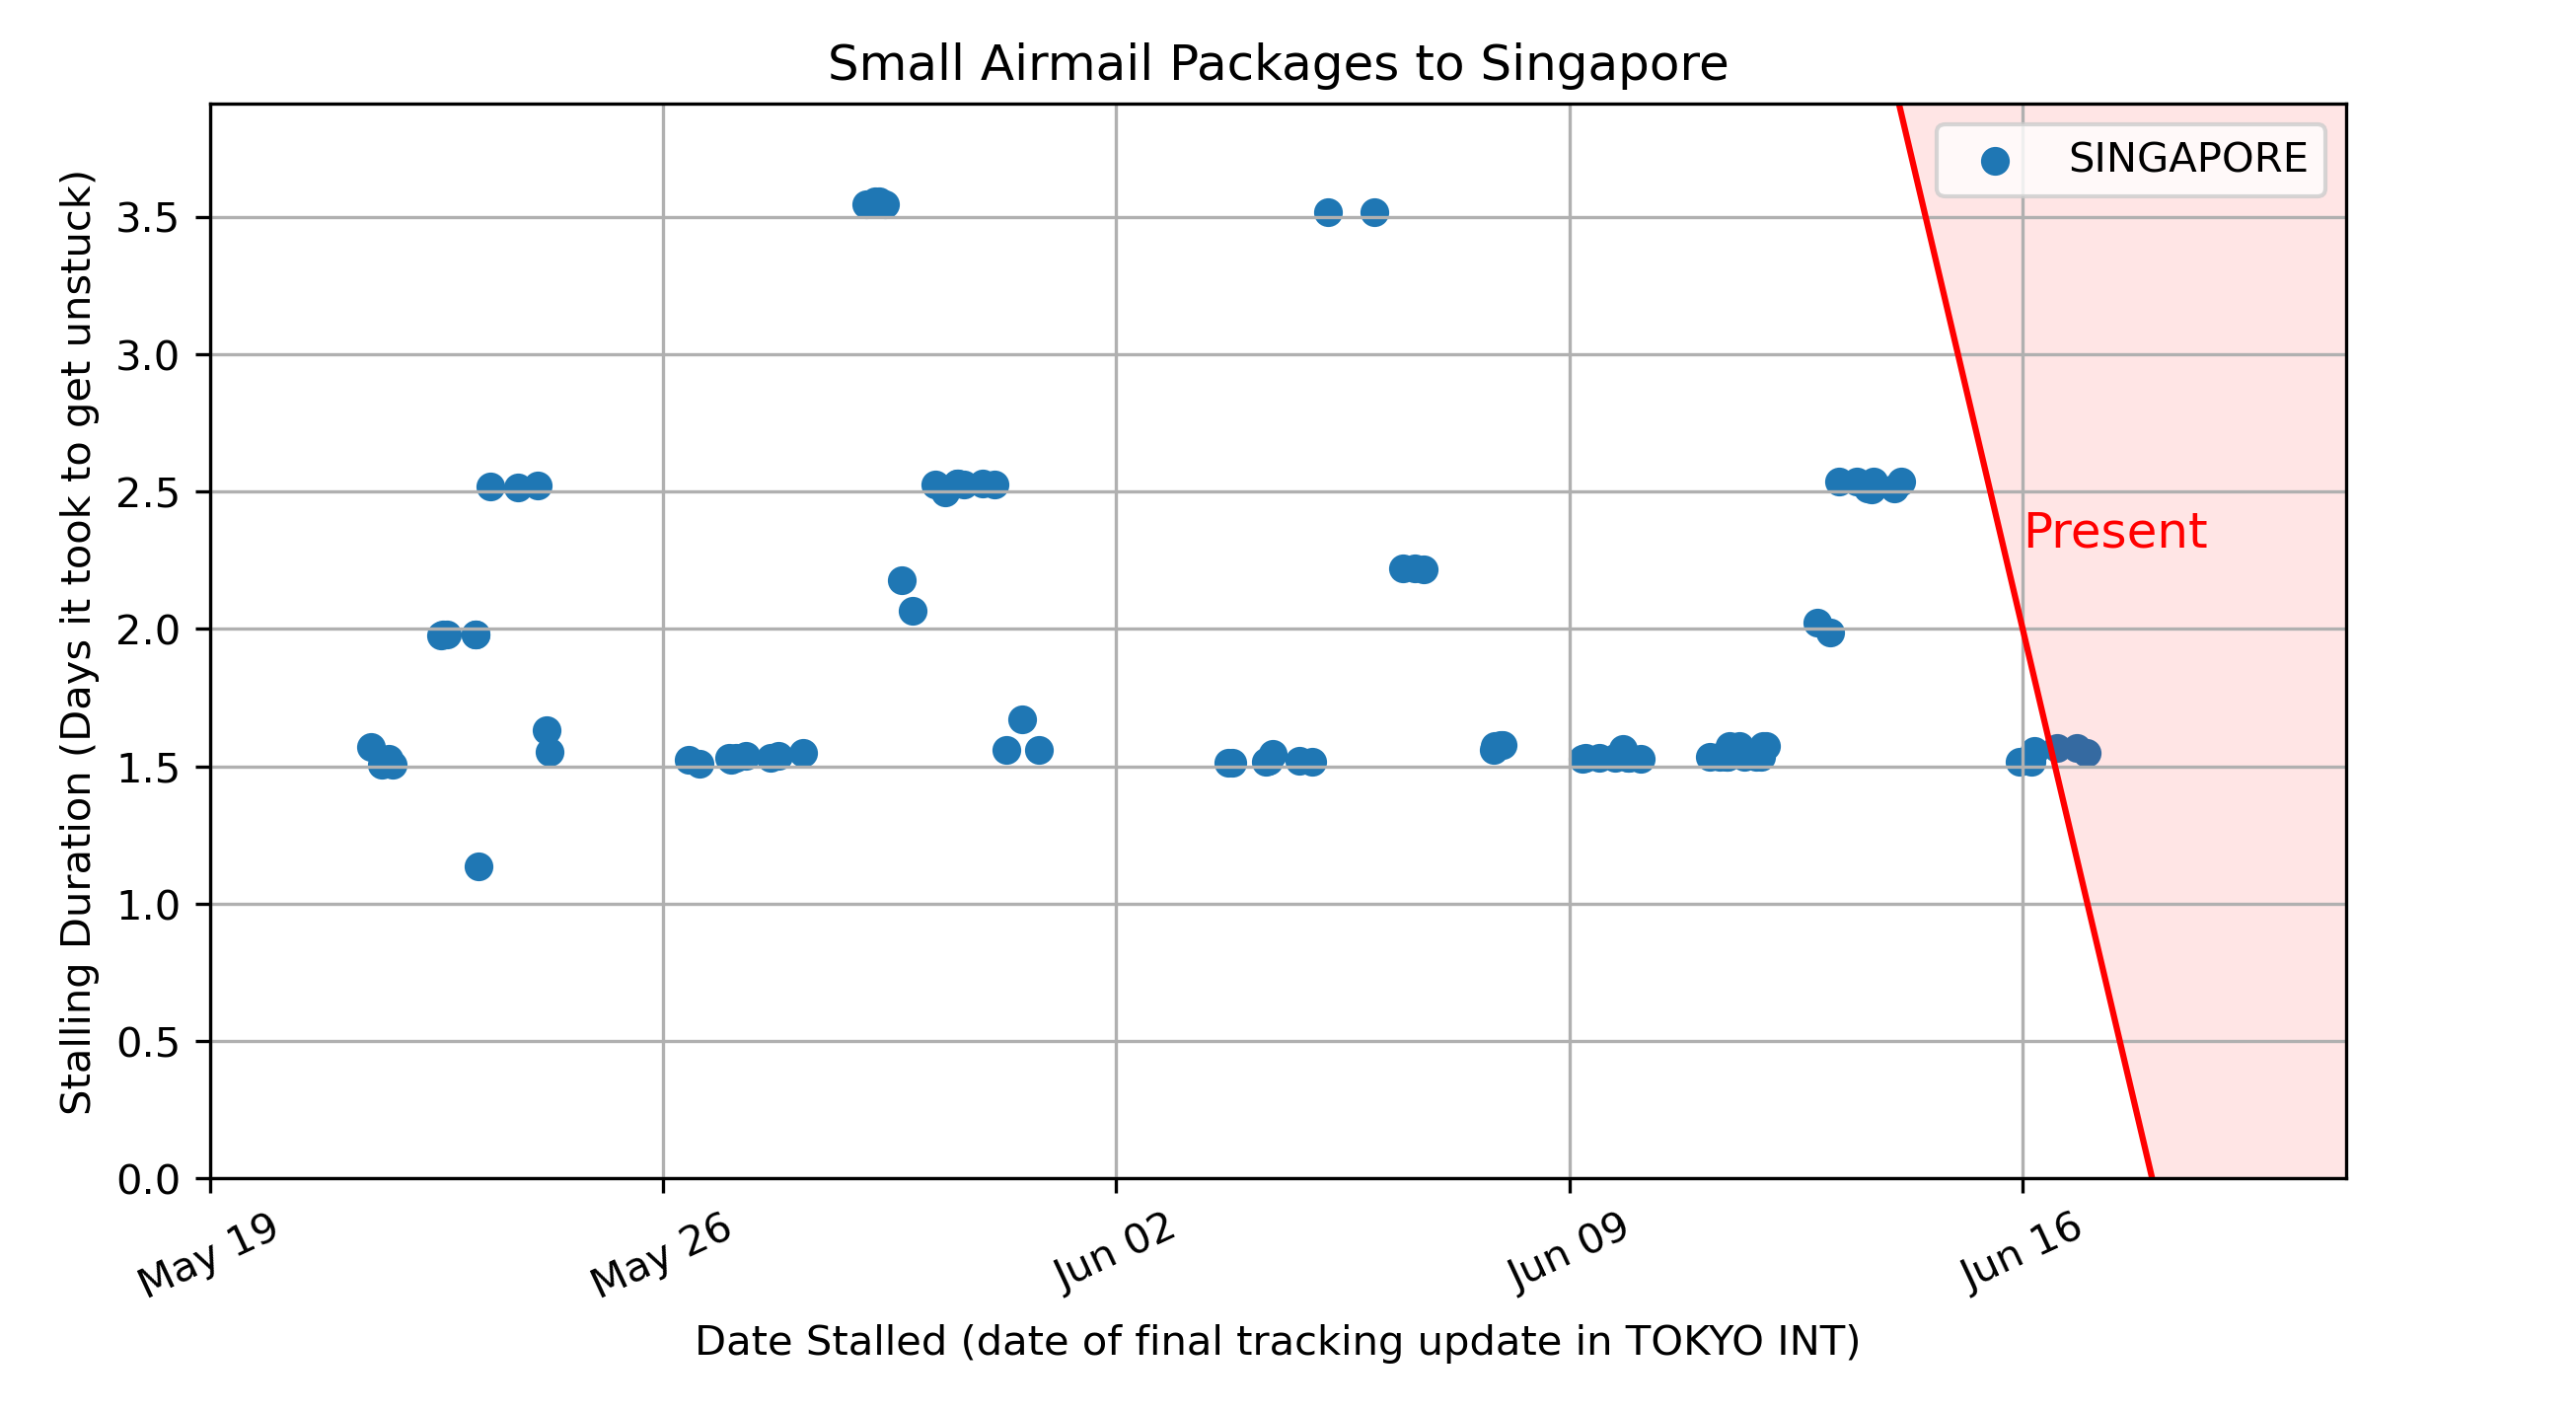 Small Airmail Packages to Singapore
SINGAPORE
Stalling Duration (Days it took to get unstuck)
3.5
3.0
2.5
2.0
1.5
1.0
0.5
0.0
Present
May 19
May 26
Jun 02
Jun 09
Jun 16
Date Stalled (date of final tracking update in TOKYO INT)